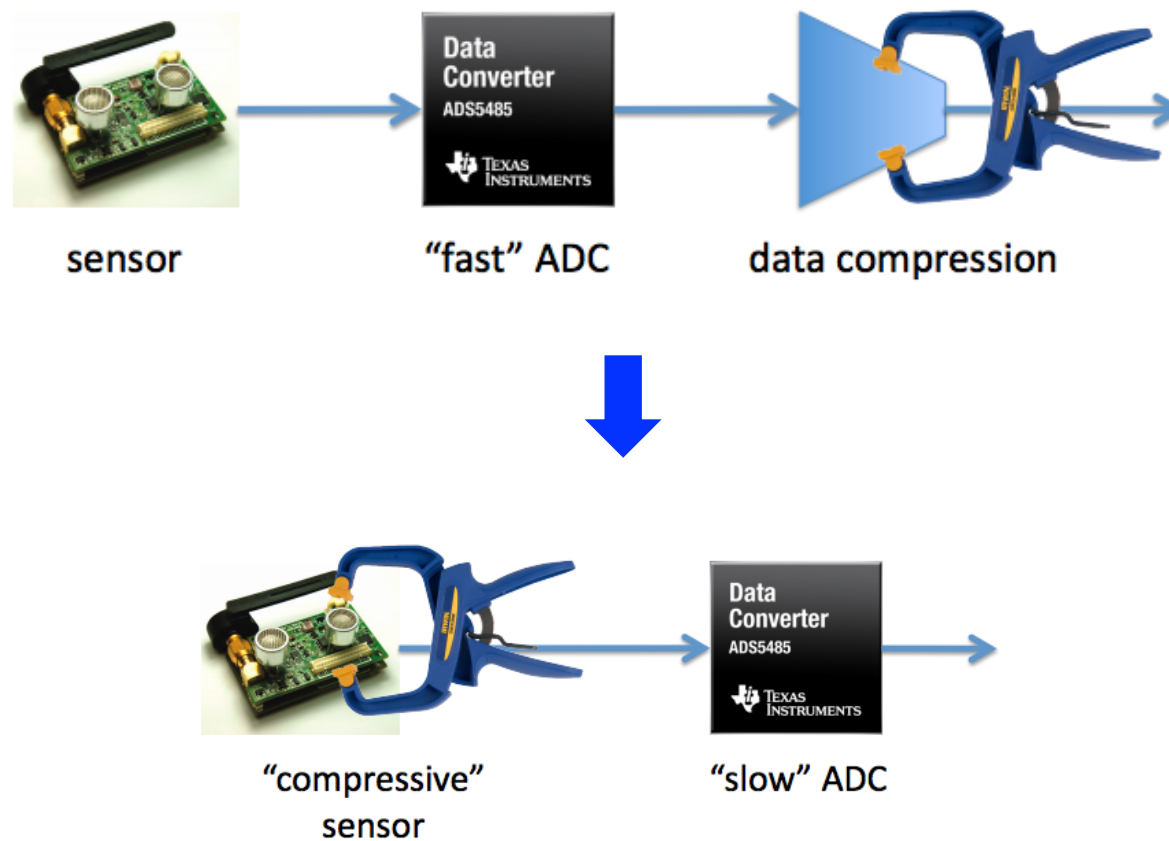 Data
Converter
ADS5485
TEXAS
INSTRUMENTS
sensor
“fast” ADC
data compression
Data
Converter
ADS5485
TEXAS
INSTRUMENTS
“compressive”
sensor
“slow” ADC